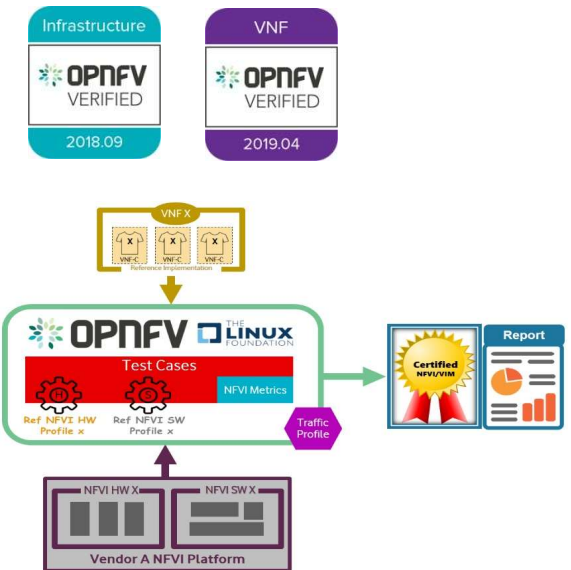 Infrastructure
OPNFV
VERIFIED
2018.09
VNF
OPNFV
VERIFIED
2019.04
VNF X
X X X
VNF-C VNF-C VNF-C
Reference Implementation
OPNFV
THE
LINUX
FOUNDATION
Test Cases
H S
NFVI Metrics
Ref NFVI HW
Profile x
Ref NFVI SW
Profile x
Traffic
Profile
Certified
NFVI/VIM
Report
NFVI HW X
NFVI SW X
Vendor A NFVI Platform